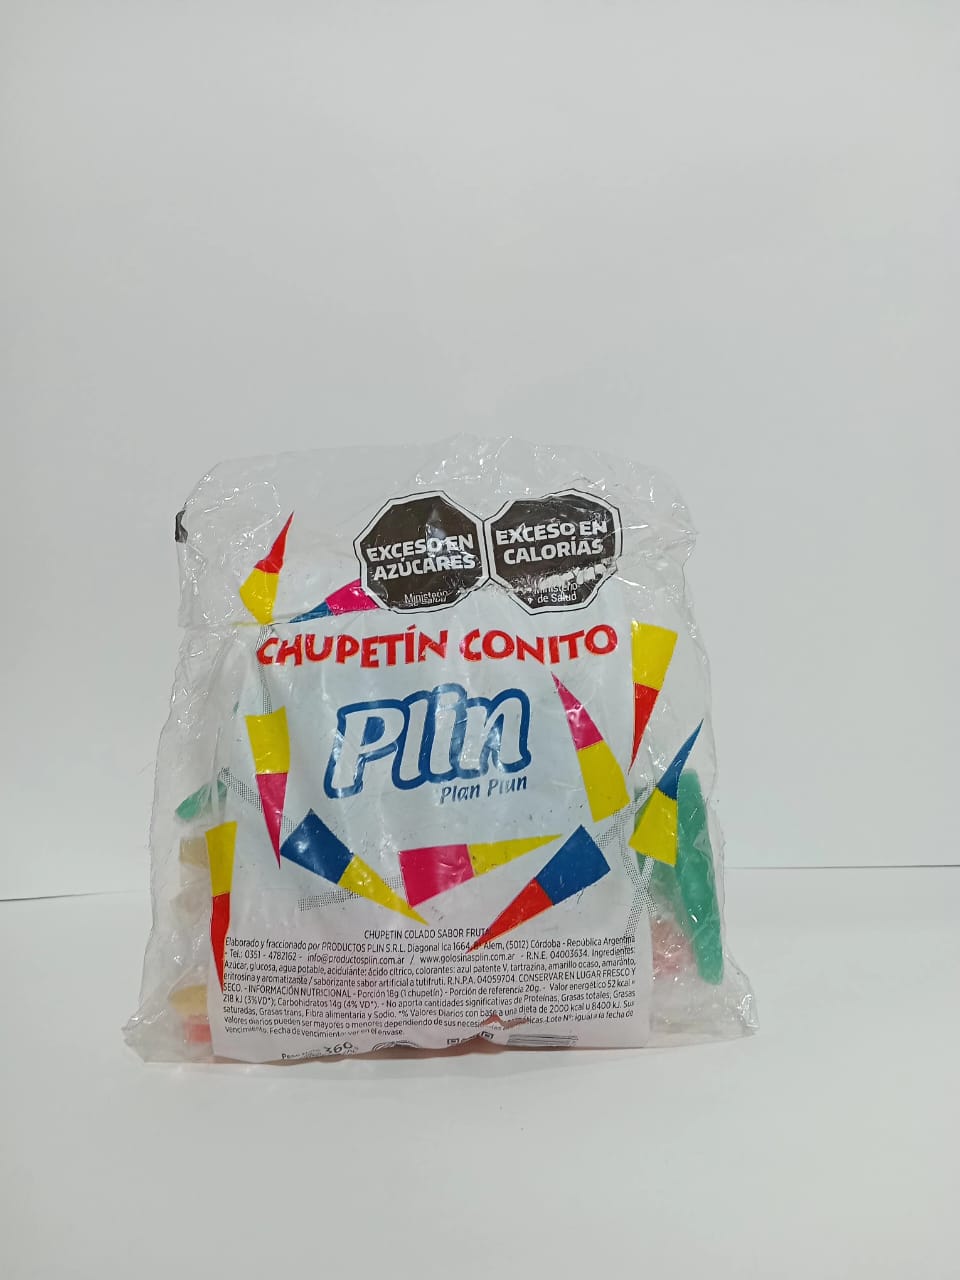 EXCESO EN
AZÚCARES
Ministerio
de Salud
EXCESO EN
CALORÍAS
Ministerio
de Salud
CHUPETÍN CONITO
Plin
Plan Plun
CHUPETIN COLADO SABOR FRUTA
Elaborado y fraccionado por PRODUCTOS PLIN S.R.L. Diagonal Ica 1664, Bº Alem, (5012) Córdoba - República Argentina
- Tel.: 0351 - 4782162 - info@productosplin.com.ar / www.golosinasplin.com.ar - R.N.E. 04003634. Ingredientes:
Azúcar, glucosa, agua potable, acidulante: ácido cítrico, colorantes: azul patente V, tartrazina, amarillo ocaso, amaranto,
eritrosina y aromatizante / saborizante sabor artificial a tutifruti. R.N.P.A. 04059704. CONSERVAR EN LUGAR FRESCO Y
SECO. - INFORMACIÓN NUTRICIONAL - Porción 18g (1 chupetín) - Porción de referencia 20g. - Valor energético 52 kcal =
218 kJ (3%VD*); Carbohidratos 14g (4% VD*). - No aporta cantidades significativas de Proteínas, Grasas totales, Grasas
saturadas, Grasas trans, Fibra alimentaria y Sodio. *% Valores Diarios con base a una dieta de 2000 kcal u 8400 kJ. Sus
valores diarios pueden ser mayores o menores dependiendo de sus Lote Nº: igual a la fecha de
vencimiento. Fecha de vencimiento: ver en el envase.
Peso 360